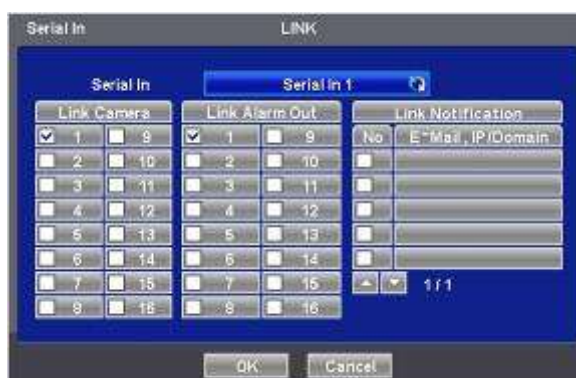 Serial In LINK
Serial In Serial In 1
Link Camera Link Alarm Out Link Notification
1 9 1 9 No E-Mail, IP/Domain
2 10 2 10
3 11 3 11
4 12 4 12
5 13 5 13
6 14 6 14
7 15 7 15 1/1
8 16 8 16
OK Cancel